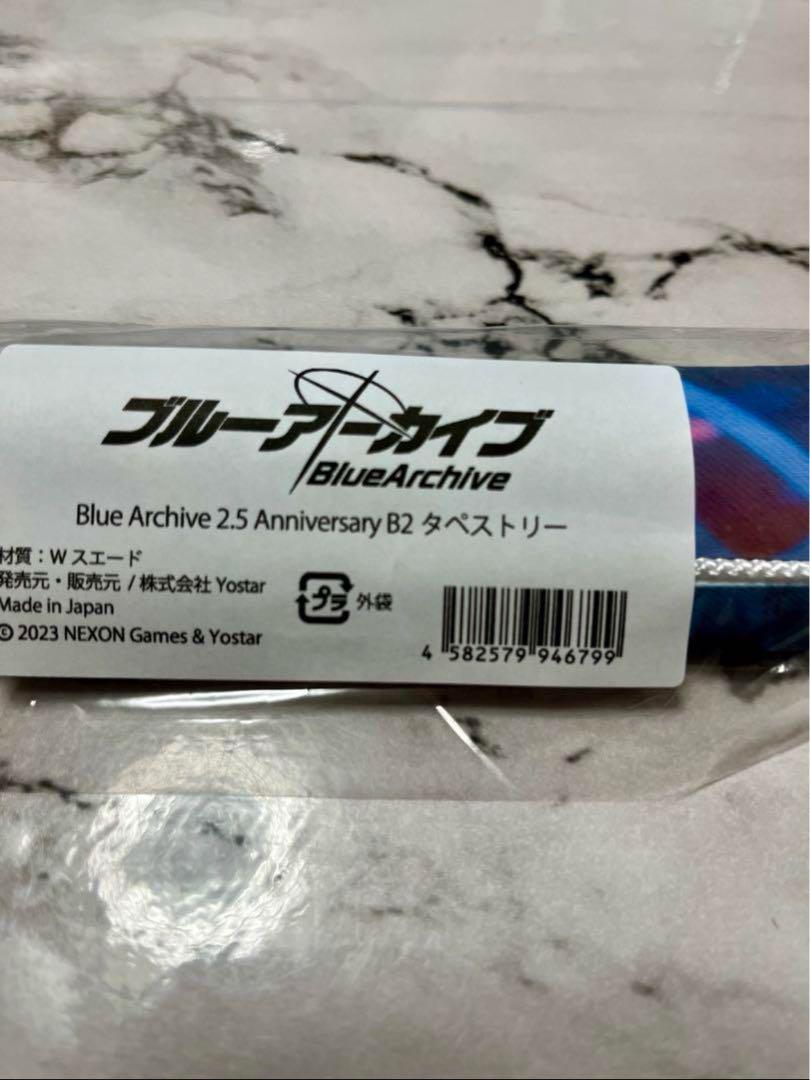 ブルーアーカイブ
BlueArchive
Blue Archive 2.5 Anniversary B2 タペストリー
材質：W スエード
発売元・販売元 / 株式会社 Yostar
Made in Japan
© 2023 NEXON Games & Yostar
プラ 外袋
4 582579 946799